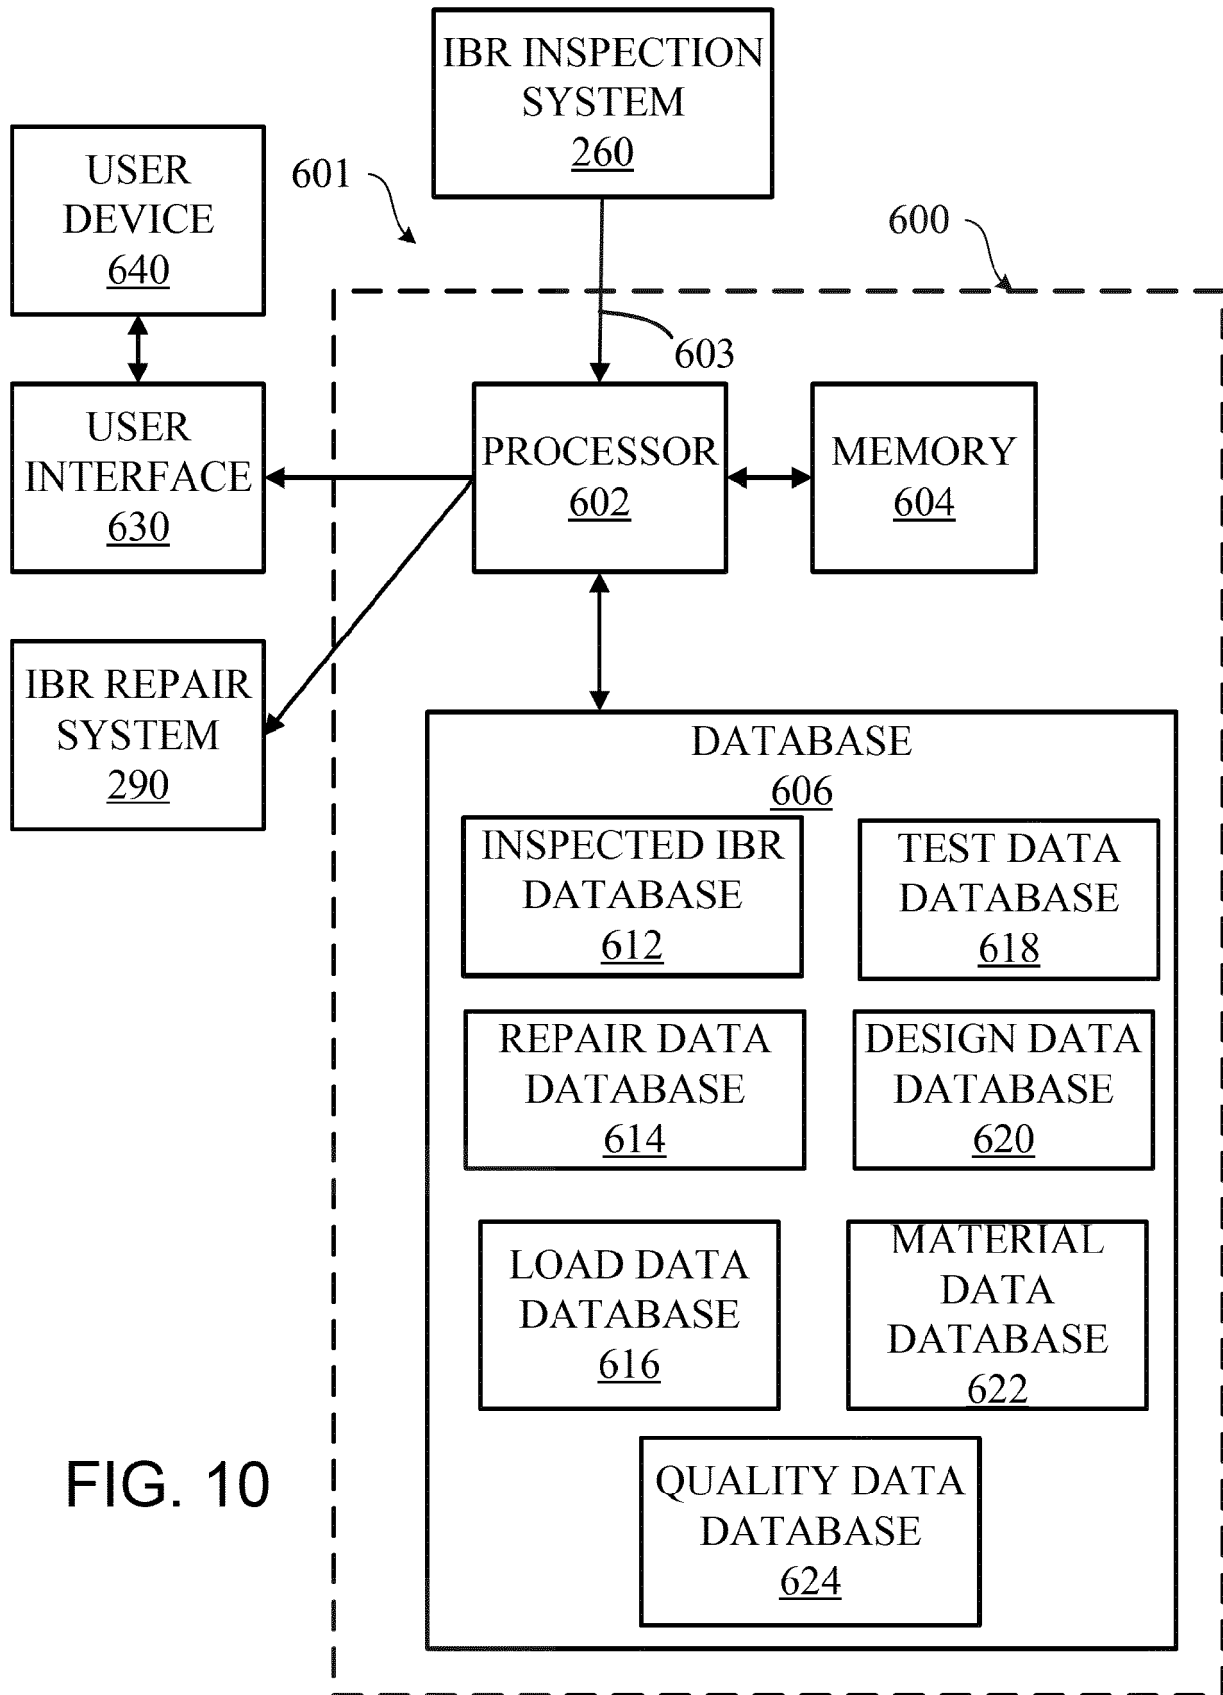 IBR INSPECTION
SYSTEM
260
USER
DEVICE
640
601
600
603
USER
INTERFACE
630
PROCESSOR
602
MEMORY
604
IBR REPAIR
SYSTEM
290
DATABASE
606
INSPECTED IBR
DATABASE
612
TEST DATA
DATABASE
618
REPAIR DATA
DATABASE
614
DESIGN DATA
DATABASE
620
LOAD DATA
DATABASE
616
MATERIAL
DATA
DATABASE
622
QUALITY DATA
DATABASE
624
FIG. 10